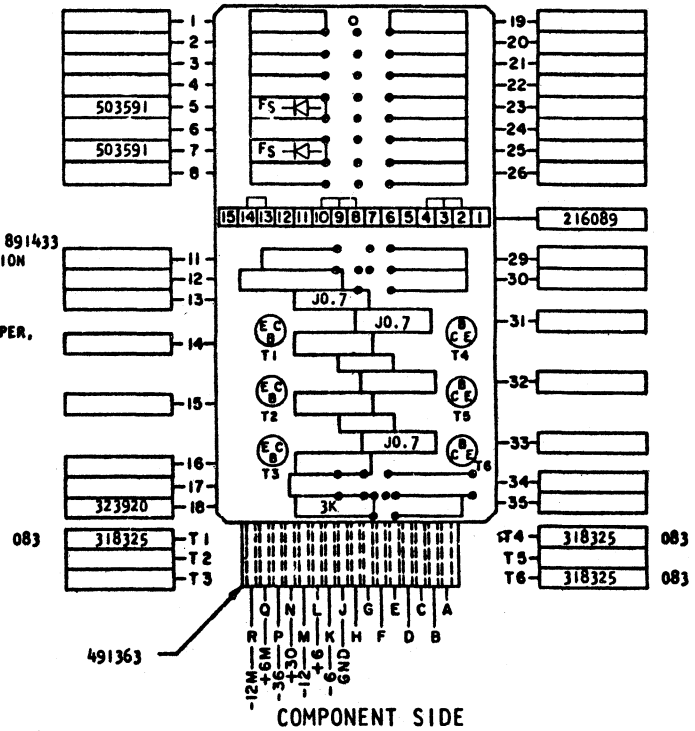 1 19
2 20
3 21
4 22
503591 5 FS 23
6 24
503591 7 FS 25
8 26
15 14 13 12 11 10 9 8 7 6 5 4 3 2 1 216089
891433
ION
11 29
12 30
13 J0.7
PER,
J0.7 31
14 E C B B C E
T1 T4
15 E C B B C E 32
T2 T5
J0.7 33
16 E C B B C E
T3 T6
17 34
323920 18 3K 35
083 318325 T1 T4 318325 083
T2 T5
T3 T6 318325 083
Q N L J G E C A
R P M K H F D B
-12M +6M -36 +30 -12 +6 -6 GND
491363
COMPONENT SIDE